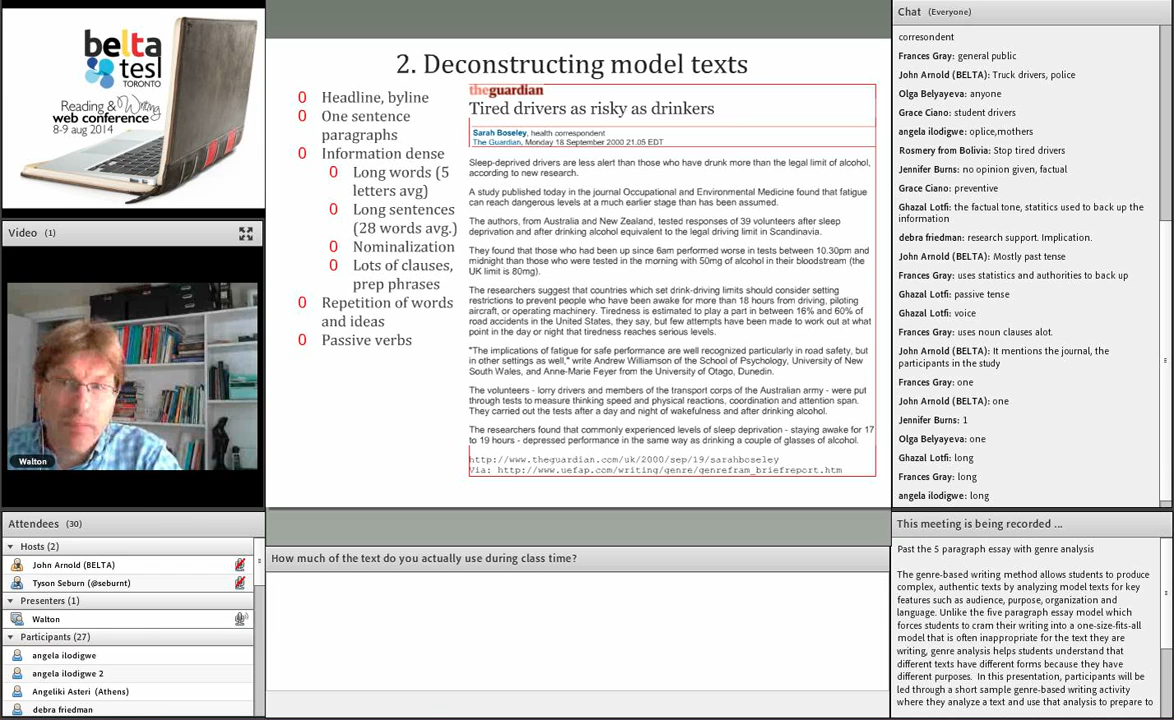 belta
tesl
TORONTO
Reading & Writing
web conference
8-9 aug 2014
Video (1)
Walton
Attendees (30)
Hosts (2)
John Arnold (BELTA)
Tyson Seburn (@seburnt)
Presenters (1)
Walton
Participants (27)
angela ilodigwe
angela ilodigwe 2
Angeliki Asteri (Athens)
debra friedman
2. Deconstructing model texts
Headline, byline
One sentence
paragraphs
Information dense
Long words (5
letters avg)
Long sentences
(28 words avg.)
Nominalization
Lots of clauses,
prep phrases
Repetition of words
and ideas
Passive verbs
theguardian
Tired drivers as risky as drinkers
Sarah Boseley, health correspondent
The Guardian, Monday 18 September 2000 21.05 EDT
Sleep-deprived drivers are less alert than those who have drunk more than the legal limit of alcohol,
according to new research.
A study published today in the journal Occupational and Environmental Medicine found that fatigue
can reach dangerous levels at a much earlier stage than has been assumed.
The authors, from Australia and New Zealand, tested responses of 39 volunteers after sleep
deprivation and after drinking alcohol equivalent to the legal driving limit in Scandinavia.
They found that those who had been up since 6am performed worse in tests between 10.30pm and
midnight than those who were tested in the morning with 50mg of alcohol in their bloodstream (the
UK limit is 80mg).
The researchers suggest that countries which set drink-driving limits should consider setting
restrictions to prevent people who have been awake for more than 18 hours from driving, piloting
aircraft, or operating machinery. Tiredness is estimated to play a part in between 16% and 60% of
road accidents in the United States, they say, but few attempts have been made to work out at what
point in the day or night that tiredness reaches serious levels.
"The implications of fatigue for safe performance are well recognized particularly in road safety, but
in other settings as well," write Andrew Williamson of the School of Psychology, University of New
South Wales, and Anne-Marie Feyer from the University of Otago, Dunedin.
The volunteers - lorry drivers and members of the transport corps of the Australian army - were put
through tests to measure thinking speed and physical reactions, coordination and attention span.
They carried out the tests after a day and night of wakefulness and after drinking alcohol.
The researchers found that commonly experienced levels of sleep deprivation - staying awake for 17
to 19 hours - depressed performance in the same way as drinking a couple of glasses of alcohol.
http://www.theguardian.com/uk/2000/sep/19/sarahboseley
Via: http://www.uefap.com/writing/genre/genrefram_briefreport.htm
How much of the text do you actually use during class time?
Chat (Everyone)
corresondent
Frances Gray: general public
John Arnold (BELTA): Truck drivers, police
Olga Belyayeva: anyone
Grace Ciano: student drivers
angela ilodigwe: oplice,mothers
Rosmery from Bolivia: Stop tired drivers
Jennifer Burns: no opinion given, factual
Grace Ciano: preventive
Ghazal Lotfi: the factual tone, statitics used to back up the
information
debra friedman: research support. Implication.
John Arnold (BELTA): Mostly past tense
Frances Gray: uses statistics and authorities to back up
Ghazal Lotfi: passive tense
Ghazal Lotfi: voice
Frances Gray: uses noun clauses alot.
John Arnold (BELTA): It mentions the journal, the
participants in the study
Frances Gray: one
John Arnold (BELTA): one
Jennifer Burns: 1
Olga Belyayeva: one
Ghazal Lotfi: long
Frances Gray: long
angela ilodigwe: long
This meeting is being recorded ...
Past the 5 paragraph essay with genre analysis
The genre-based writing method allows students to produce
complex, authentic texts by analyzing model texts for key
features such as audience, purpose, organization and
language. Unlike the five paragraph essay model which
forces students to cram their writing into a one-size-fits-all
model that is often inappropriate for the text they are
writing, genre analysis helps students understand that
different texts have different forms because they have
different purposes. In this presentation, participants will be
led through a short sample genre-based writing activity
where they analyze a text and use that analysis to prepare to